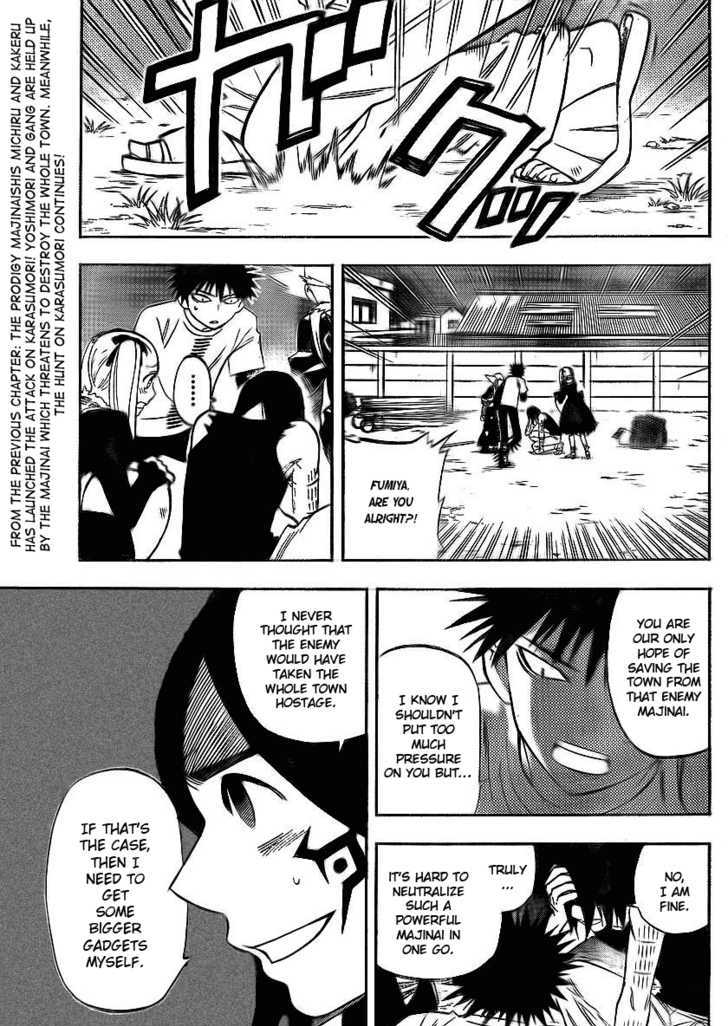 FROM THE PREVIOUS CHAPTER: THE PRODIGY MAJINAISHIS MICHIRU AND KAKERU
HAS LAUNCHED THE ATTACK ON KARASUMORI! YOSHIMORI AND GANG ARE HELD UP
BY THE MAJINAI WHICH THREATENS TO DESTROY THE WHOLE TOWN. MEANWHILE,
THE HUNT ON KARASUMORI CONTINUES!
ガクッ
FUMIYA,
ARE YOU
ALRIGHT?!
......
YOU ARE
OUR ONLY
HOPE OF
SAVING THE
TOWN FROM
THAT ENEMY
MAJINAI.
I KNOW I
SHOULDN'T
PUT TOO
MUCH
PRESSURE
ON YOU BUT...
NO,
I AM
FINE.
TRULY
...
IT'S HARD TO
NEUTRALIZE
SUCH A
POWERFUL
MAJINAI IN
ONE GO.
I NEVER
THOUGHT THAT
THE ENEMY
WOULD HAVE
TAKEN THE
WHOLE TOWN
HOSTAGE.
IF THAT'S
THE CASE,
THEN I
NEED TO
GET
SOME
BIGGER
GADGETS
MYSELF.